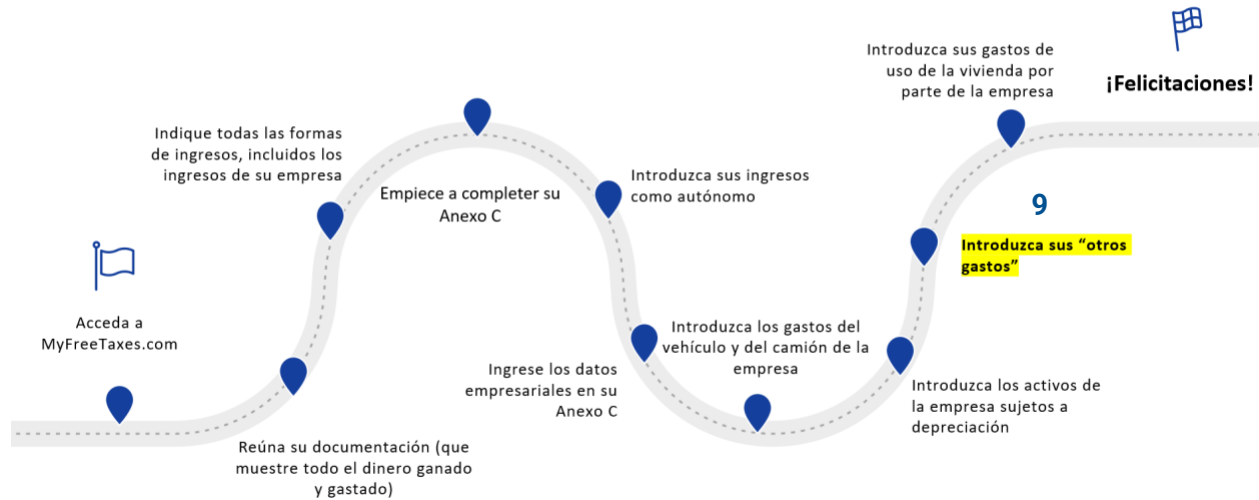 Acceda a
MyFreeTaxes.com
Reúna su documentación (que
muestre todo el dinero ganado
y gastado)
Indique todas las formas
de ingresos, incluidos los
ingresos de su empresa
Empiece a completer su
Anexo C
Introduzca sus ingresos
como autónomo
Ingrese los datos
empresariales en su
Anexo C
Introduzca los gastos del
vehículo y del camión de la
empresa
Introduzca los activos de
la empresa sujetos a
depreciación
9
Introduzca sus “otros
gastos”
Introduzca sus gastos de
uso de la vivienda por
parte de la empresa
¡Felicitaciones!